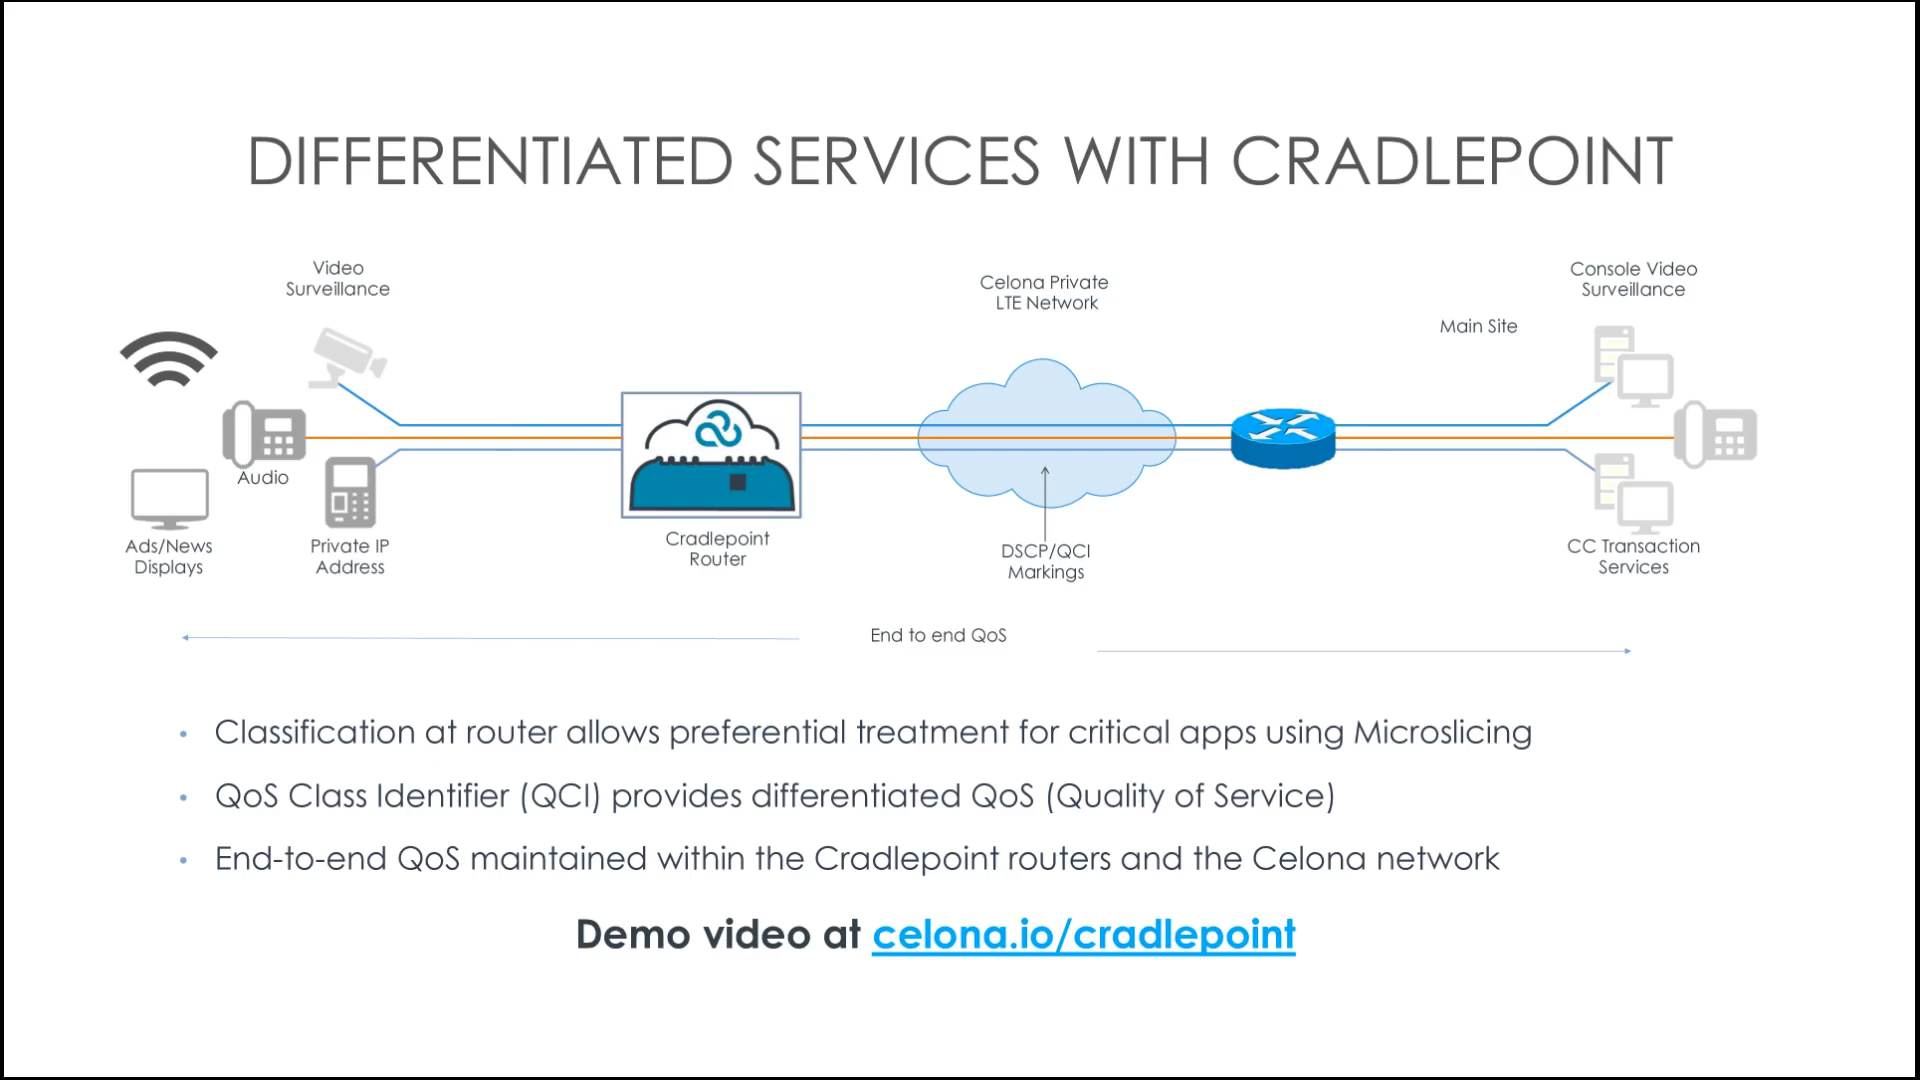 DIFFERENTIATED SERVICES WITH CRADLEPOINT
Video
Surveillance
Celona Private
LTE Network
Console Video
Surveillance
Main Site
Audio
Ads/News
Displays
Private IP
Address
Cradlepoint
Router
DSCP/QCI
Markings
CC Transaction
Services
End to end QoS
• Classification at router allows preferential treatment for critical apps using Microslicing
• QoS Class Identifier (QCI) provides differentiated QoS (Quality of Service)
• End-to-end QoS maintained within the Cradlepoint routers and the Celona network
Demo video at celona.io/cradlepoint